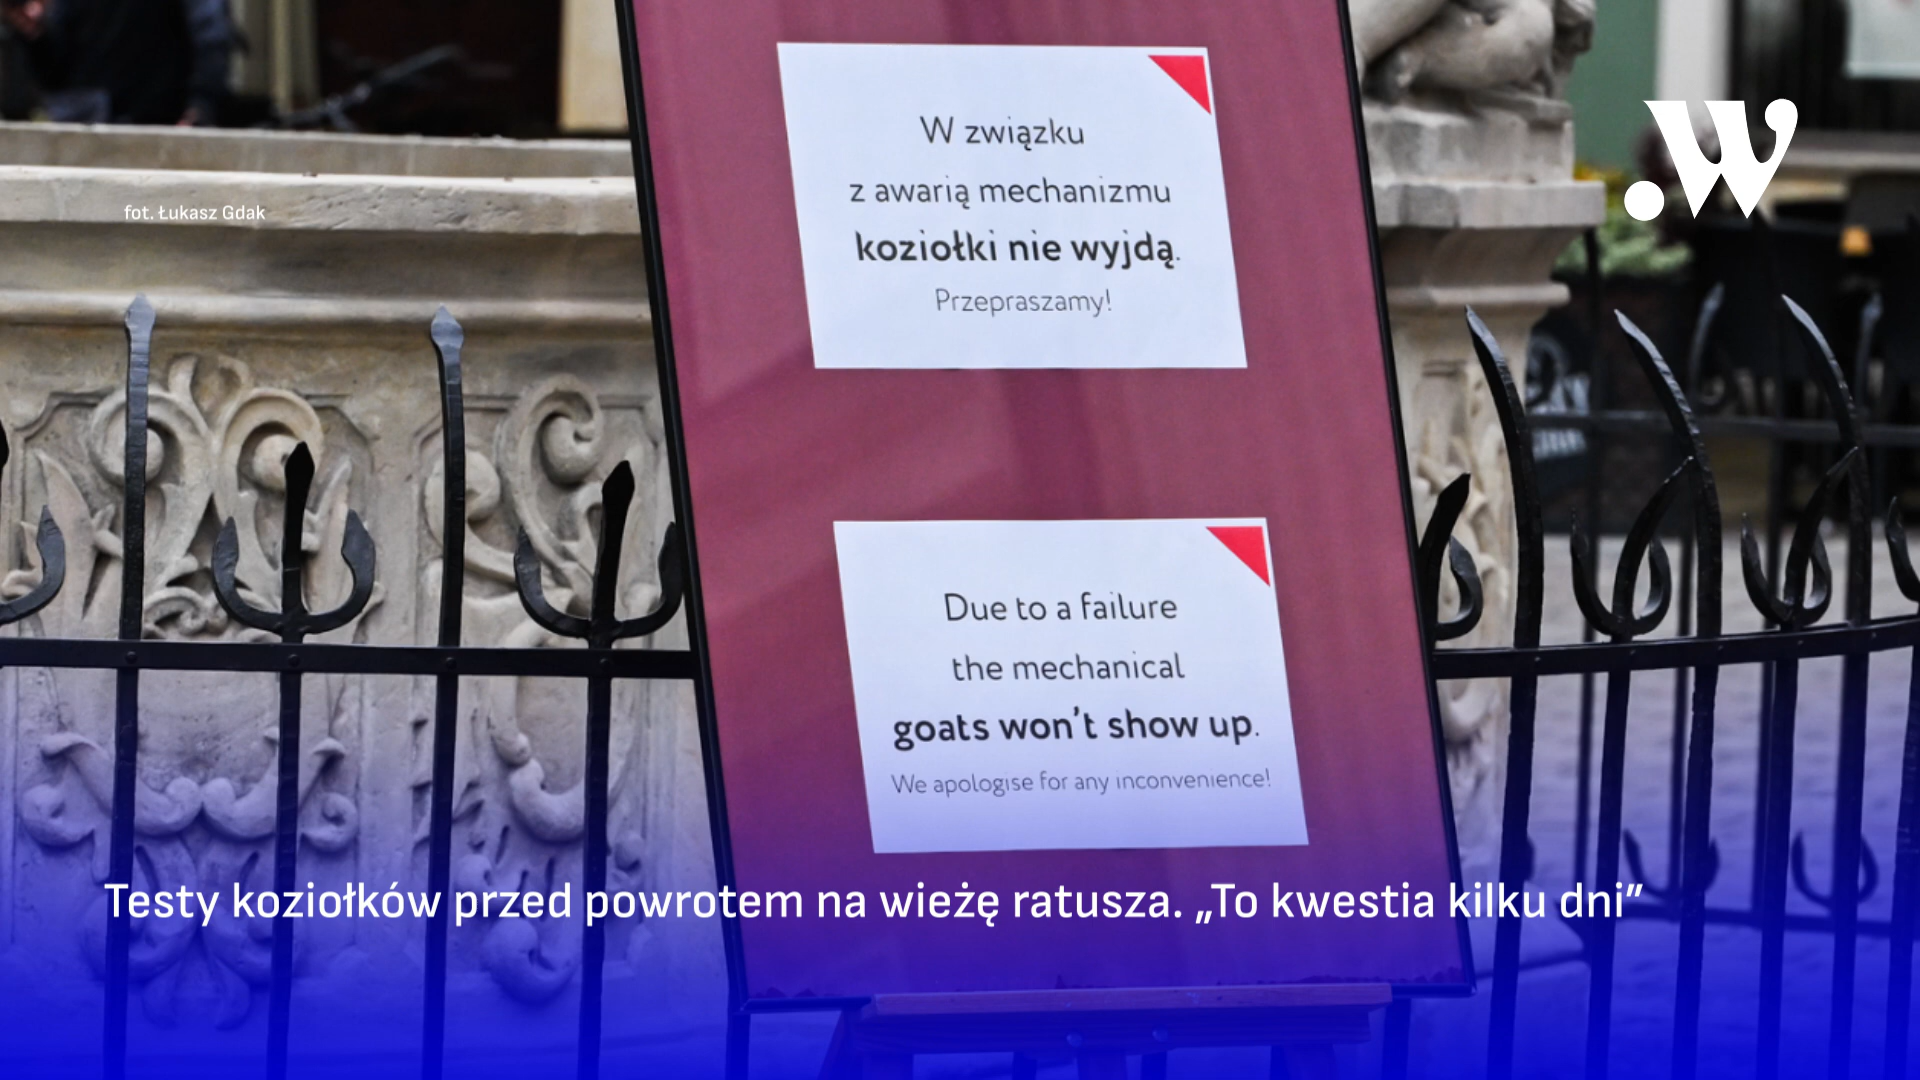 .W
fot. Łukasz Gdak
W związku
z awarią mechanizmu
koziołki nie wyjdą.
Przepraszamy!
Due to a failure
the mechanical
goats won't show up.
We apologise for any inconvenience!
Testy koziołków przed powrotem na wieżę ratusza. „To kwestia kilku dni”